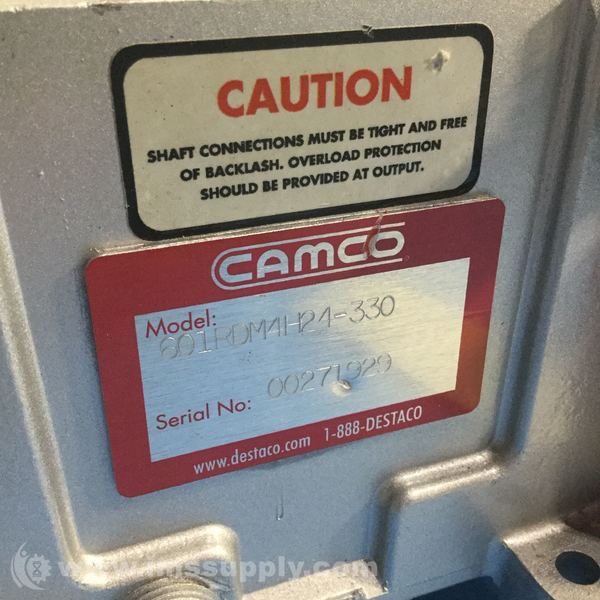 CAUTION
SHAFT CONNECTIONS MUST BE TIGHT AND FREE
OF BACKLASH. OVERLOAD PROTECTION
SHOULD BE PROVIDED AT OUTPUT.
CAMCO
Model:
601RDM4H24-330
Serial No: 00271929
www.destaco.com 1-888-DESTACO
www.imssupply.com